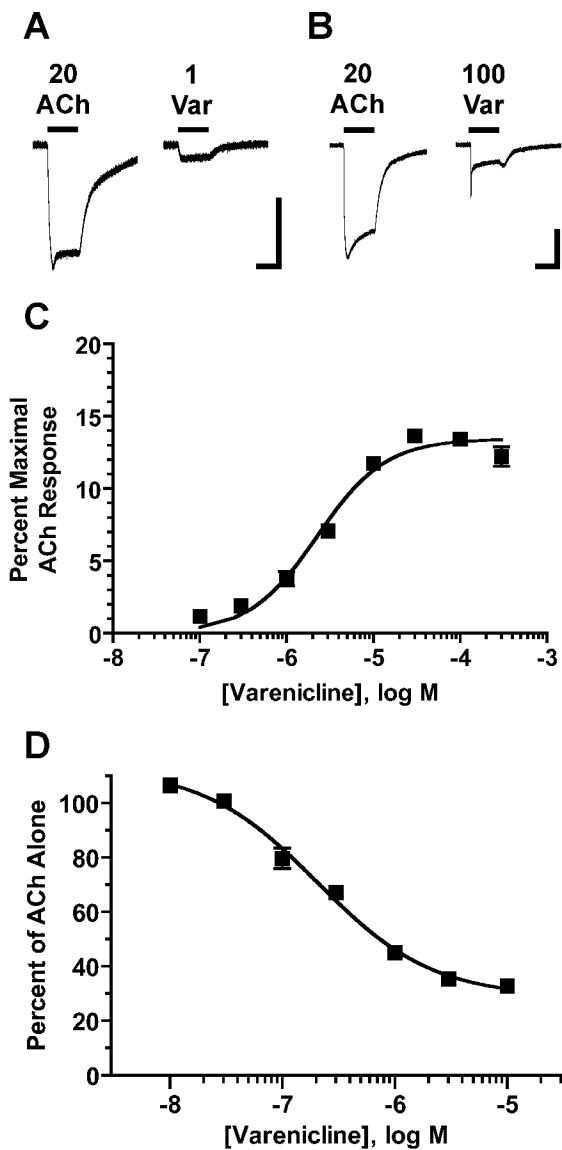 A
B
20
ACh
1
Var
20
ACh
100
Var
C
Percent Maximal
ACh Response
20
15
10
5
0
-8
-7
-6
-5
-4
-3
[Varenicline], log M
D
Percent of ACh Alone
100
80
60
40
20
0
-8
-7
-6
-5
[Varenicline], log M